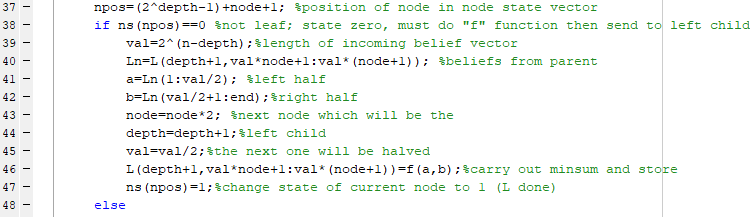 37 - npos=(2^depth-1)+node+1; %position of node in node state vector
38 - if ns(npos)==0 %not leaf; state zero, must do "f" function then send to left child
39 - val=2^(n-depth);%length of incoming belief vector
40 - Ln=L(depth+1,val*node+1:val*(node+1)); %beliefs from parent
41 - a=Ln(1:val/2); %left half
42 - b=Ln(val/2+1:end);%right half
43 - node=node*2; %next node which will be the
44 - depth=depth+1;%left child
45 - val=val/2;%the next one will be halved
46 - L(depth+1,val*node+1:val*(node+1))=f(a,b);%carry out minsum and store
47 - ns(npos)=1;%change state of current node to 1 (L done)
48 - else